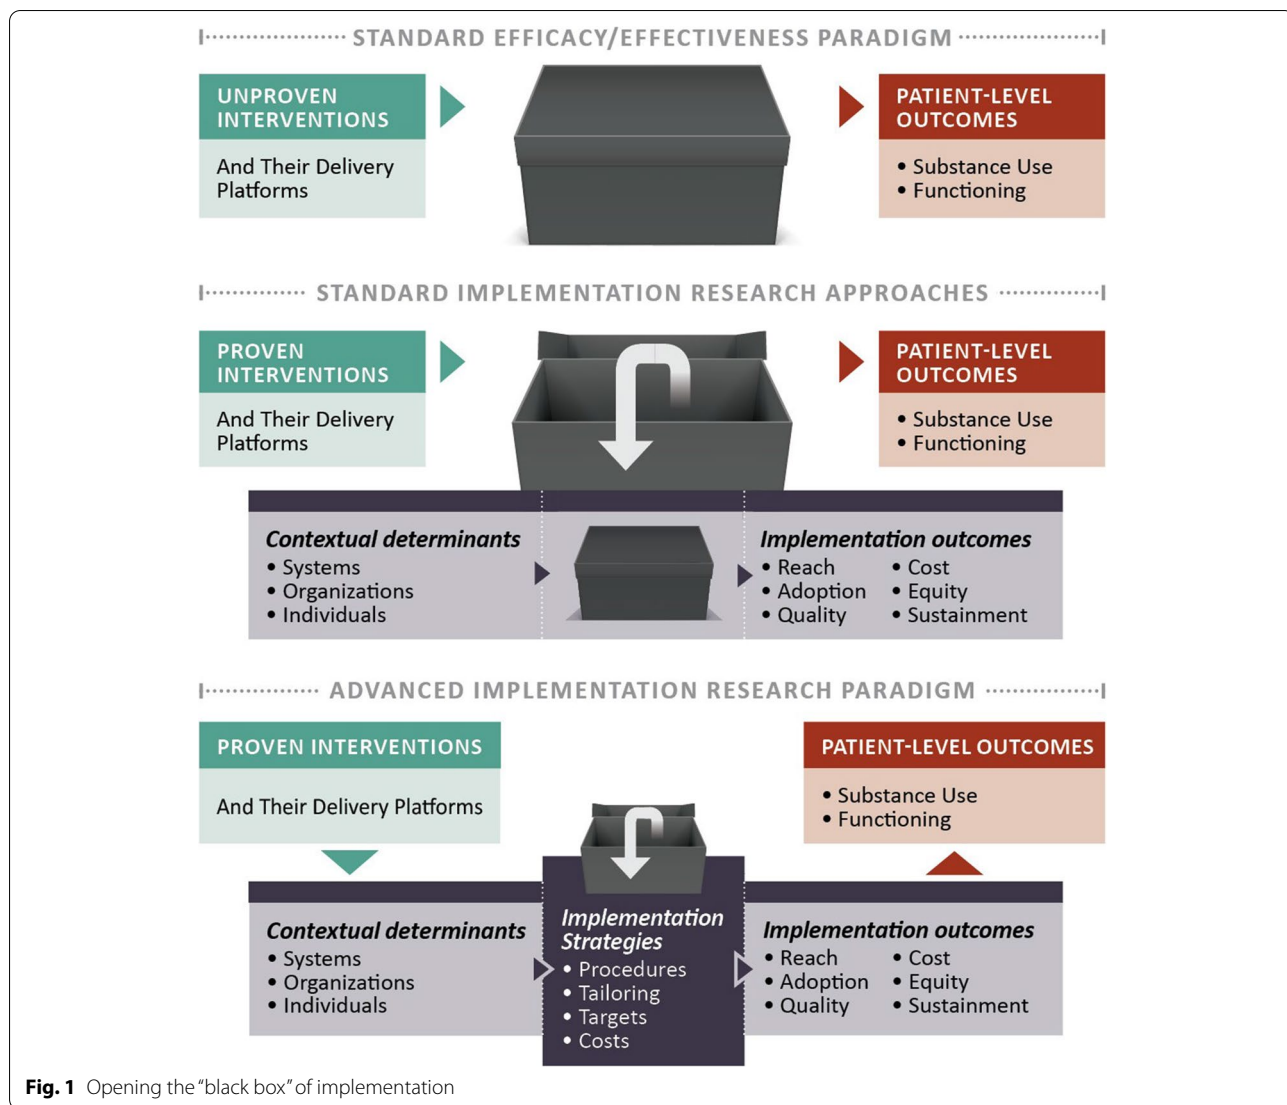 STANDARD EFFICACY/EFFECTIVENESS PARADIGM
UNPROVEN
INTERVENTIONS
And Their Delivery
Platforms
PATIENT-LEVEL
OUTCOMES
• Substance Use
• Functioning
STANDARD IMPLEMENTATION RESEARCH APPROACHES
PROVEN
INTERVENTIONS
And Their Delivery
Platforms
PATIENT-LEVEL
OUTCOMES
• Substance Use
• Functioning
Contextual determinants
• Systems
• Organizations
• Individuals
Implementation outcomes
• Reach
• Adoption
• Quality
• Cost
• Equity
• Sustainment
ADVANCED IMPLEMENTATION RESEARCH PARADIGM
PROVEN INTERVENTIONS
And Their Delivery Platforms
PATIENT-LEVEL OUTCOMES
• Substance Use
• Functioning
Contextual determinants
• Systems
• Organizations
• Individuals
Implementation
Strategies
• Procedures
• Tailoring
• Targets
• Costs
Implementation outcomes
• Reach
• Adoption
• Quality
• Cost
• Equity
• Sustainment
Fig. 1 Opening the "black box" of implementation